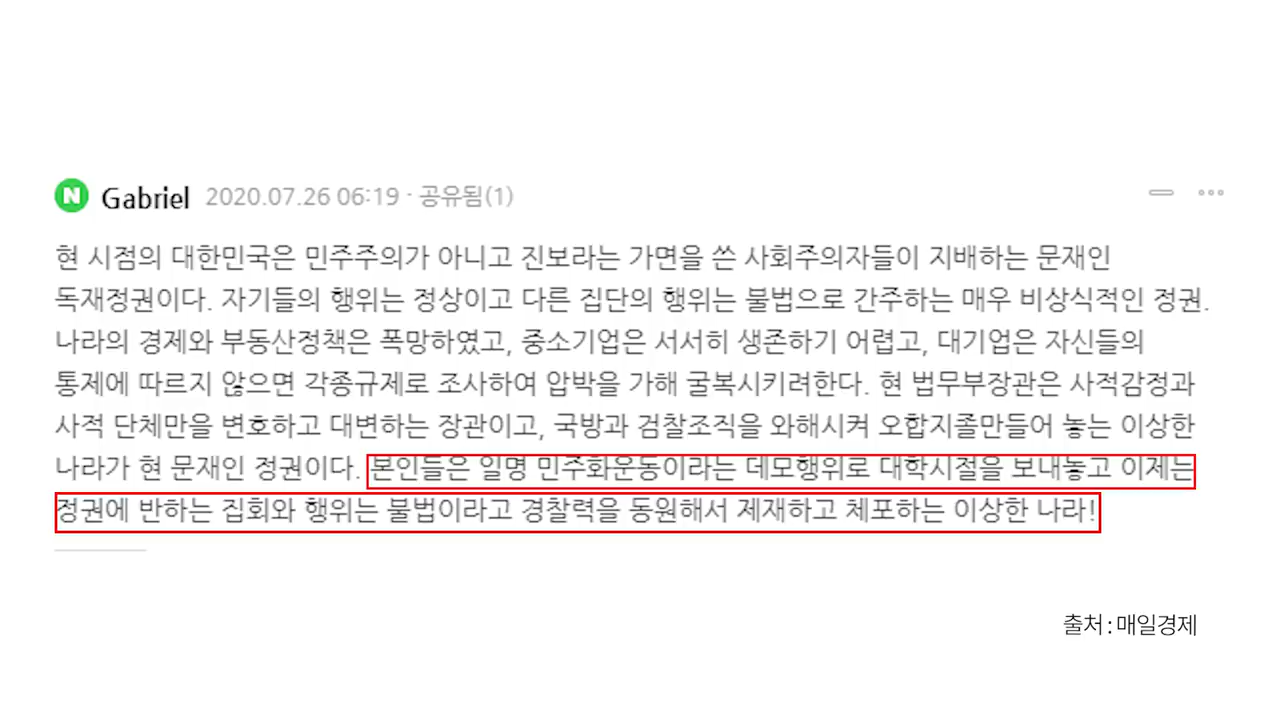 N Gabriel 2020.07.26 06:19 · 공유됨(1)
현 시점의 대한민국은 민주주의가 아니고 진보라는 가면을 쓴 사회주의자들이 지배하는 문재인
독재정권이다. 자기들의 행위는 정상이고 다른 집단의 행위는 불법으로 간주하는 매우 비상식적인 정권.
나라의 경제와 부동산정책은 폭망하였고, 중소기업은 서서히 생존하기 어렵고, 대기업은 자신들의
통제에 따르지 않으면 각종규제로 조사하여 압박을 가해 굴복시키려한다. 현 법무부장관은 사적감정과
사적 단체만을 변호하고 대변하는 장관이고, 국방과 검찰조직을 와해시켜 오합지졸만들어 놓는 이상한
나라가 현 문재인 정권이다. 본인들은 일명 민주화운동이라는 데모행위로 대학시절을 보내놓고 이제는
정권에 반하는 집회와 행위는 불법이라고 경찰력을 동원해서 제재하고 체포하는 이상한 나라!
출처 : 매일경제